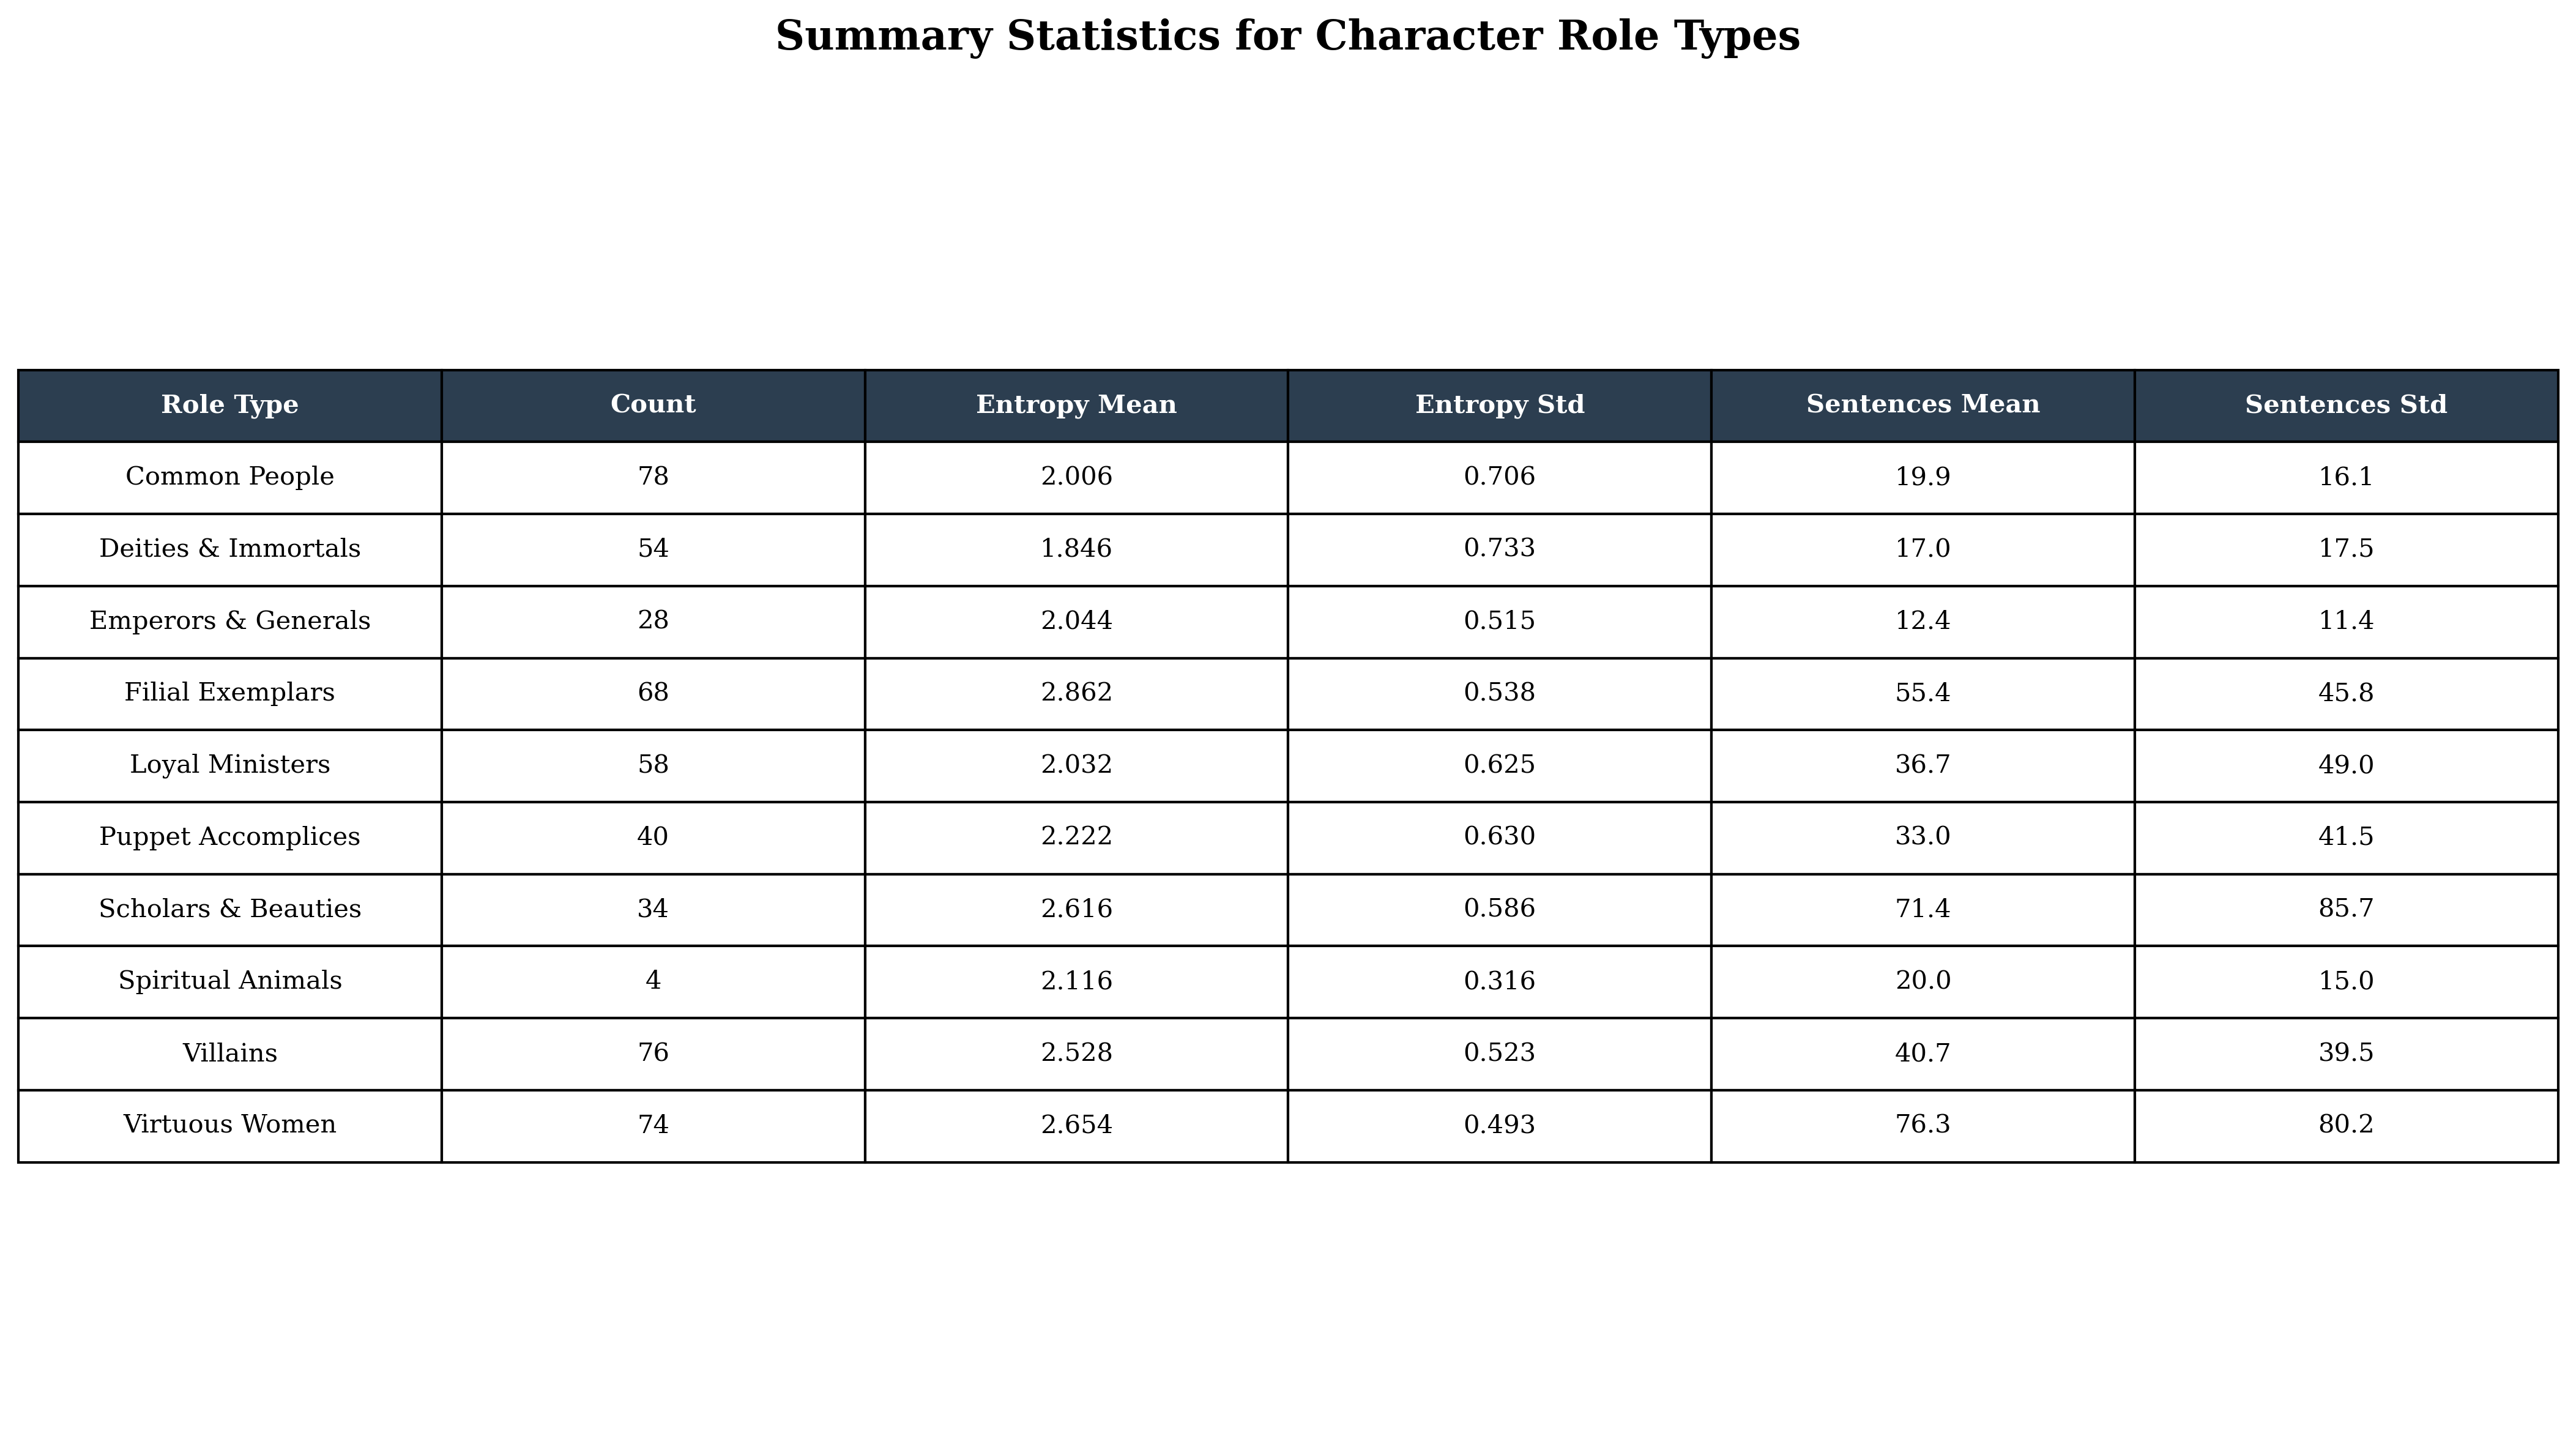 Summary Statistics for Character Role Types
Role Type Count Entropy Mean Entropy Std Sentences Mean Sentences Std
Common People 78 2.006 0.706 19.9 16.1
Deities & Immortals 54 1.846 0.733 17.0 17.5
Emperors & Generals 28 2.044 0.515 12.4 11.4
Filial Exemplars 68 2.862 0.538 55.4 45.8
Loyal Ministers 58 2.032 0.625 36.7 49.0
Puppet Accomplices 40 2.222 0.630 33.0 41.5
Scholars & Beauties 34 2.616 0.586 71.4 85.7
Spiritual Animals 4 2.116 0.316 20.0 15.0
Villains 76 2.528 0.523 40.7 39.5
Virtuous Women 74 2.654 0.493 76.3 80.2